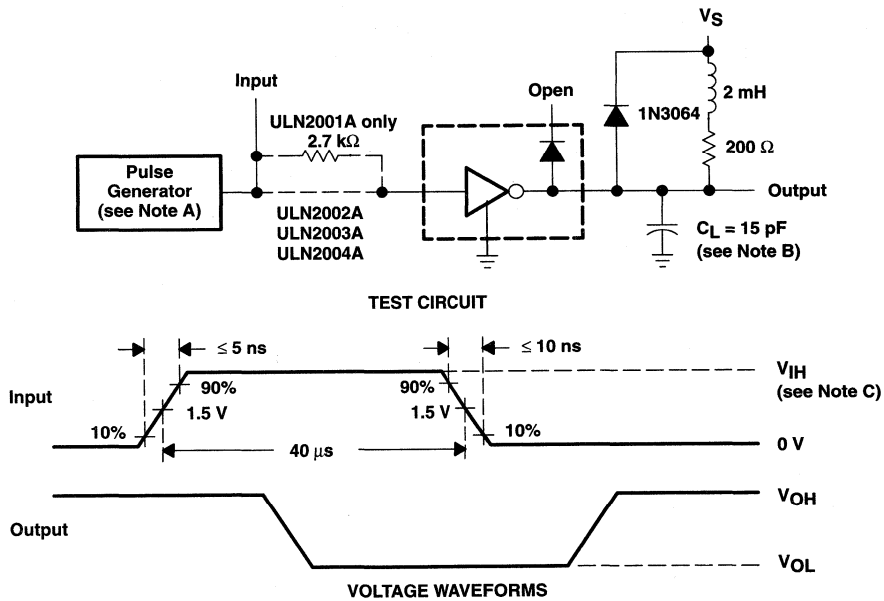 VS
Input
2 mH
Open
ULN2001A only
1N3064
2.7 kΩ
200 Ω
Pulse
Generator
(see Note A)
Output
ULN2002A
ULN2003A
ULN2004A
CL = 15 pF
(see Note B)
TEST CIRCUIT
≤ 5 ns
≤ 10 ns
VIH
(see Note C)
90%
90%
Input
1.5 V
1.5 V
10%
10%
0 V
40 μs
VOH
Output
VOL
VOLTAGE WAVEFORMS